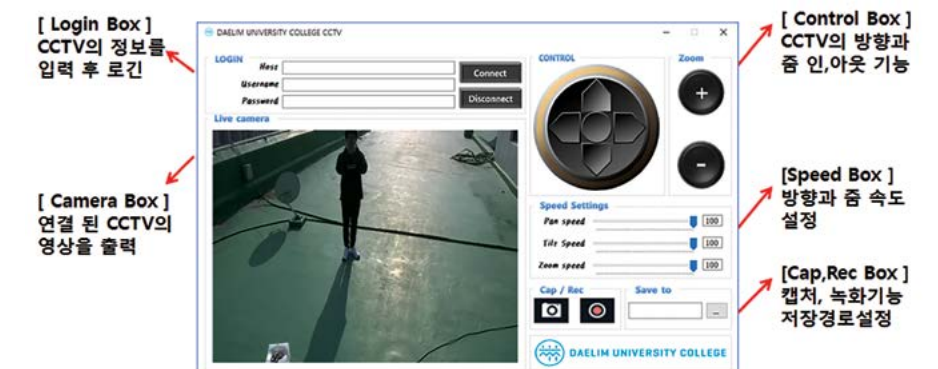 [ Login Box ]
CCTV의 정보를
입력 후 로긴
[ Camera Box ]
연결 된 CCTV의
영상을 출력
DAELIM UNIVERSITY COLLEGE CCTV
LOGIN
Host
Connect
Username
Password
Disconnect
Live camera
CONTROL
Zoom
+
-
Speed Settings
Pan speed
100
Tilt Speed
100
Zoom speed
100
Cap / Rec
Save to
...
DAELIM UNIVERSITY COLLEGE
[ Control Box ]
CCTV의 방향과
줌 인,아웃 기능
[Speed Box ]
방향과 줌 속도
설정
[Cap,Rec Box ]
캡처, 녹화기능
저장경로설정